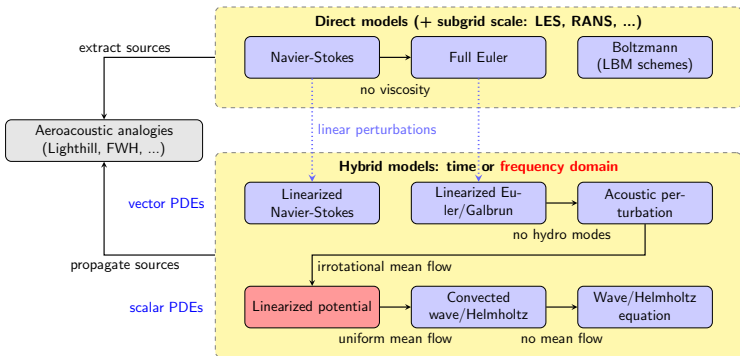 Direct models (+ subgrid scale: LES, RANS, ...)
extract sources
Navier-Stokes
Full Euler
Boltzmann
(LBM schemes)
no viscosity
Aeroacoustic analogies
(Lighthill, FWH, ...)
linear perturbations
Hybrid models: time or frequency domain
vector PDEs
Linearized
Navier-Stokes
Linearized Eu-
ler/Galbrun
Acoustic per-
turbation
no hydro modes
propagate sources
irrotational mean flow
scalar PDEs
Linearized potential
Convected
wave/Helmholtz
Wave/Helmholtz
equation
uniform mean flow
no mean flow